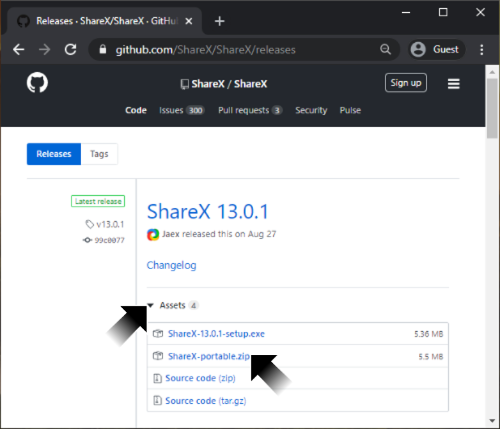 Releases · ShareX/ShareX · GitHu
github.com/ShareX/ShareX/releases
Guest
ShareX / ShareX
Sign up
Code Issues 300 Pull requests 3 Security Pulse
Releases Tags
Latest release
v13.0.1
99c0077
ShareX 13.0.1
Jaex released this on Aug 27
Changelog
Assets 4
ShareX-13.0.1-setup.exe 5.36 MB
ShareX-portable.zip 5.5 MB
Source code (zip)
Source code (tar.gz)